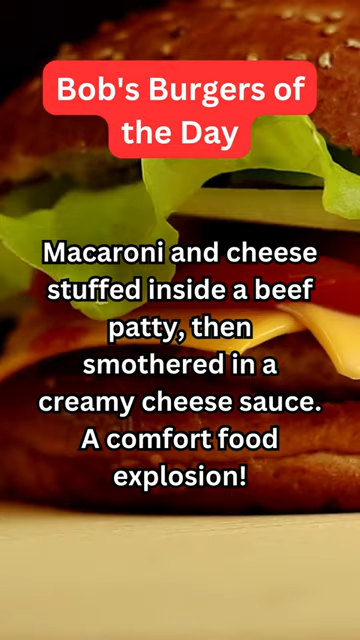 Bob's Burgers of
the Day
Macaroni and cheese
stuffed inside a beef
patty, then
smothered in a
creamy cheese sauce.
A comfort food
explosion!